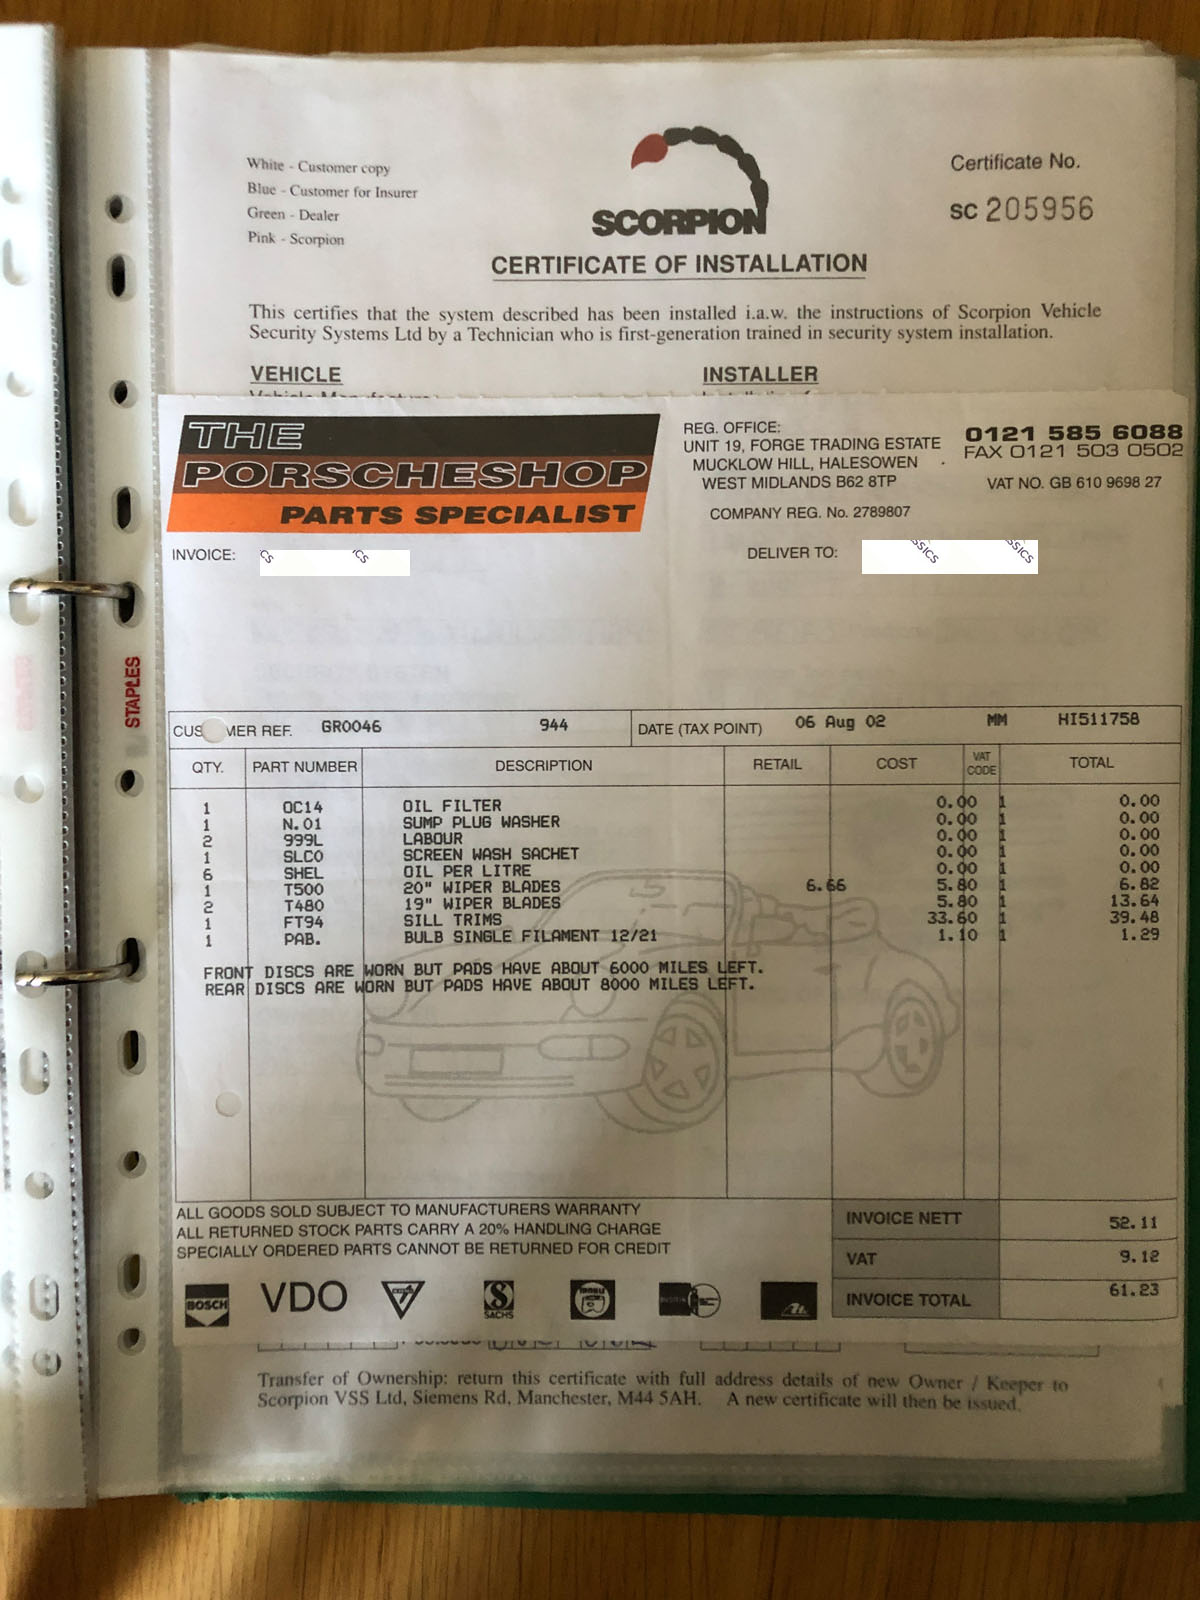 White - Customer copy
Blue - Customer for Insurer
Green - Dealer
Pink - Scorpion
SCORPION
Certificate No.
SC 205956
CERTIFICATE OF INSTALLATION
This certifies that the system described has been installed i.a.w. the instructions of Scorpion Vehicle
Security Systems Ltd by a Technician who is first-generation trained in security system installation.
VEHICLE INSTALLER
THE
PORSCHESHOP
PARTS SPECIALIST
REG. OFFICE:
UNIT 19, FORGE TRADING ESTATE
MUCKLOW HILL, HALESOWEN
WEST MIDLANDS B62 8TP
COMPANY REG. No. 2789807
0121 585 6088
FAX 0121 503 0502
VAT NO. GB 610 9698 27
INVOICE: DELIVER TO:
STAPLES
CUS MER REF. GR0046 944 DATE (TAX POINT) 06 Aug 02 MM HI511758
QTY. PART NUMBER DESCRIPTION RETAIL COST VAT CODE TOTAL
1 OC14 OIL FILTER 0.00 1 0.00
1 N.01 SUMP PLUG WASHER 0.00 1 0.00
2 999L LABOUR 0.00 1 0.00
1 SLCO SCREEN WASH SACHET 0.00 1 0.00
6 SHEL OIL PER LITRE 0.00 1 0.00
1 T500 20" WIPER BLADES 6.66 5.80 1 6.82
2 T480 19" WIPER BLADES 5.80 1 13.64
1 FT94 SILL TRIMS 33.60 1 39.48
1 PAB. BULB SINGLE FILAMENT 12/21 1.10 1 1.29
FRONT DISCS ARE WORN BUT PADS HAVE ABOUT 6000 MILES LEFT.
REAR DISCS ARE WORN BUT PADS HAVE ABOUT 8000 MILES LEFT.
ALL GOODS SOLD SUBJECT TO MANUFACTURERS WARRANTY
ALL RETURNED STOCK PARTS CARRY A 20% HANDLING CHARGE
SPECIALLY ORDERED PARTS CANNOT BE RETURNED FOR CREDIT
INVOICE NETT 52.11
VAT 9.12
INVOICE TOTAL 61.23
BOSCH VDO SACHS
Transfer of Ownership: return this certificate with full address details of new Owner / Keeper to
Scorpion VSS Ltd, Siemens Rd, Manchester, M44 5AH. A new certificate will then be issued.